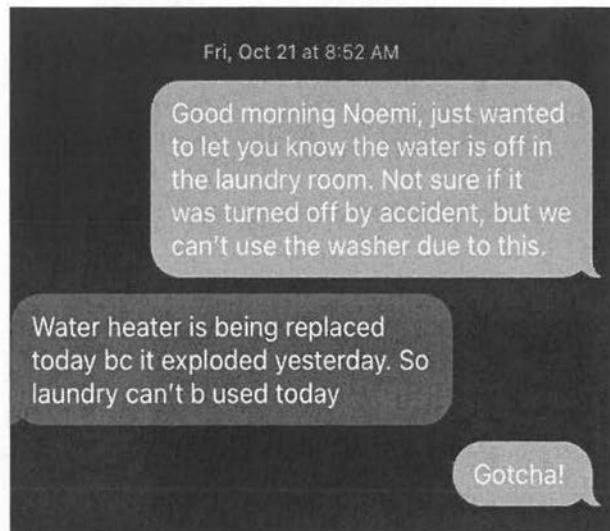 Fri, Oct 21 at 8:52 AM
Good morning Noemi, just wanted
to let you know the water is off in
the laundry room. Not sure if it
was turned off by accident, but we
can't use the washer due to this.
Water heater is being replaced
today bc it exploded yesterday. So
laundry can't b used today
Gotcha!